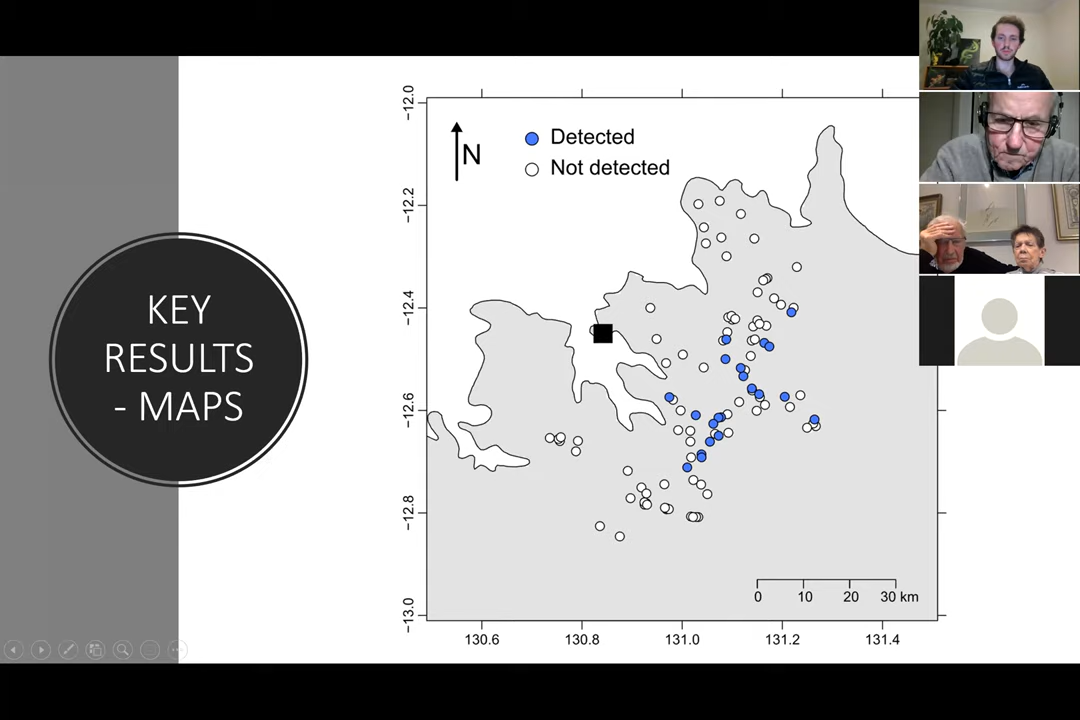 KEY
RESULTS
- MAPS
N
Detected
Not detected
-12.0
-12.2
-12.4
-12.6
-12.8
-13.0
0 10 20 30 km
130.6 130.8 131.0 131.2 131.4